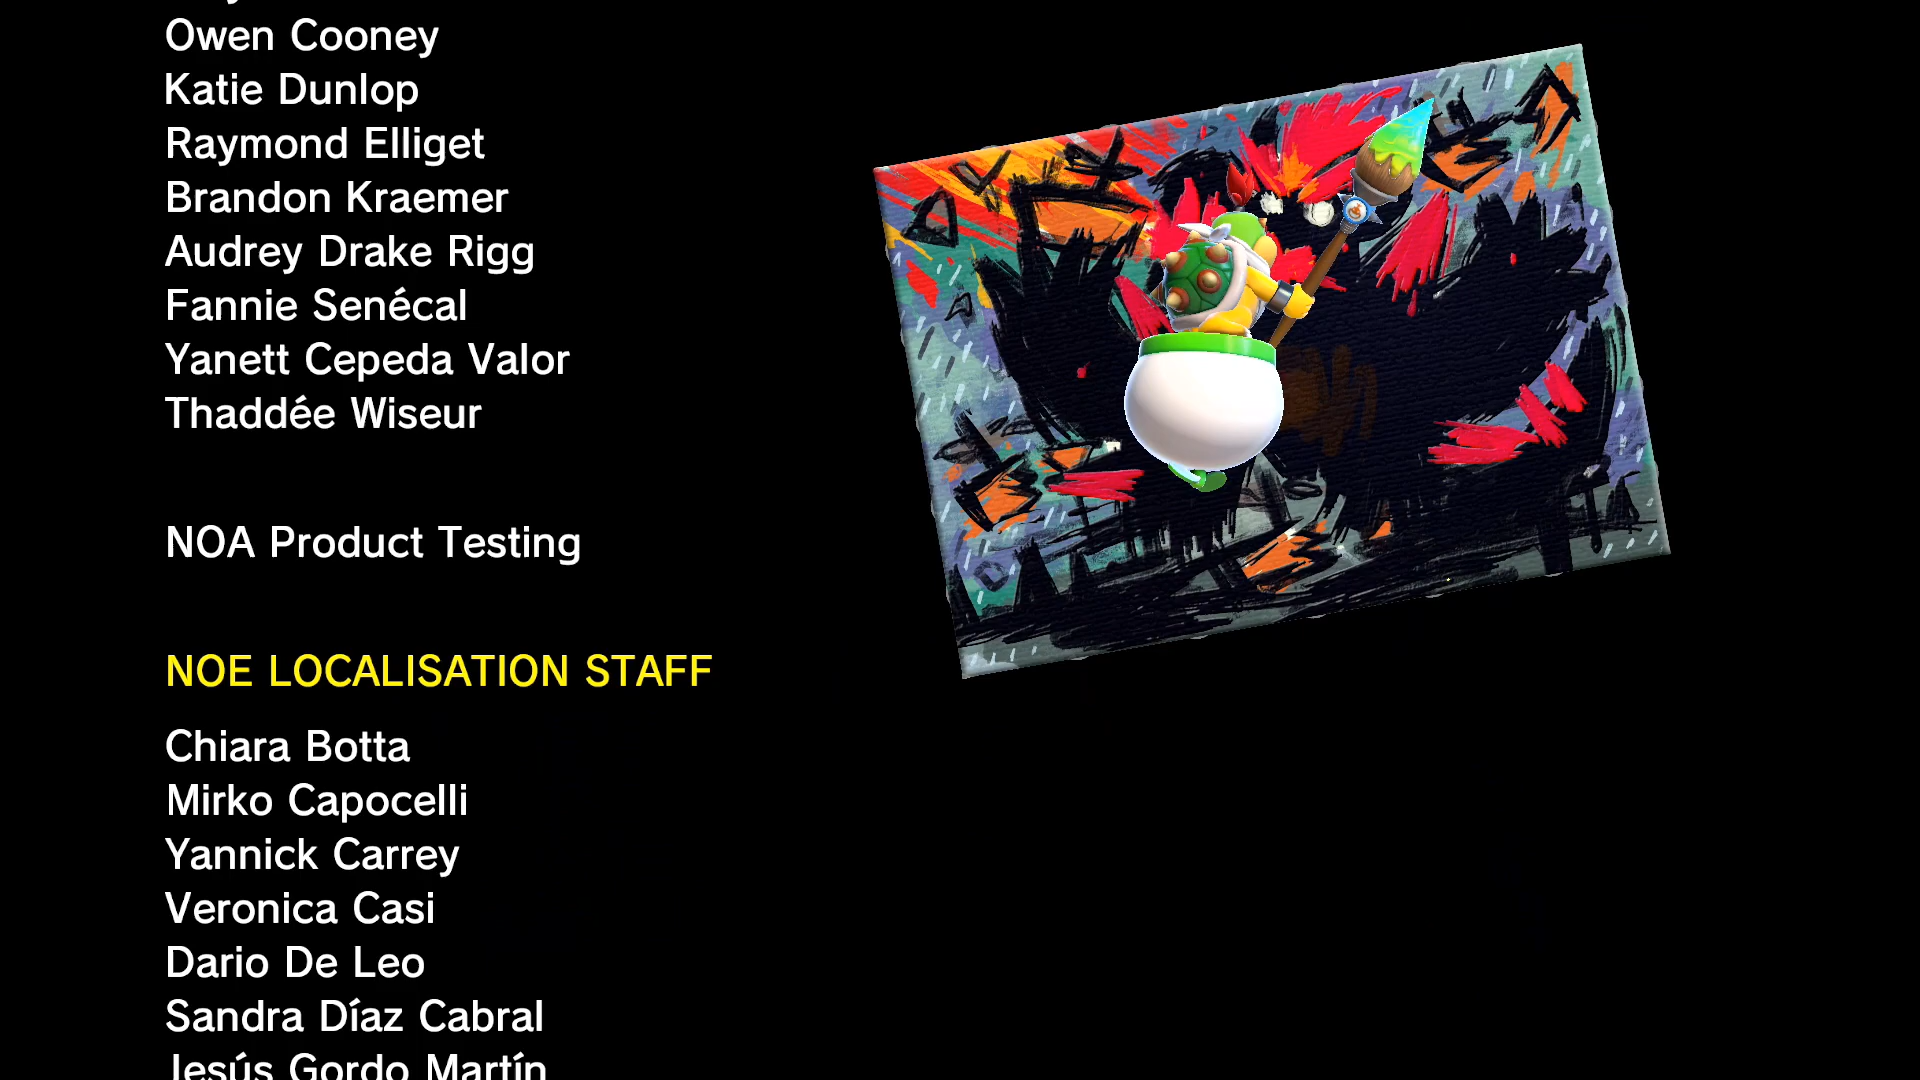 Owen Cooney
Katie Dunlop
Raymond Elliget
Brandon Kraemer
Audrey Drake Rigg
Fannie Senécal
Yanett Cepeda Valor
Thaddée Wiseur
NOA Product Testing
NOE LOCALISATION STAFF
Chiara Botta
Mirko Capocelli
Yannick Carrey
Veronica Casi
Dario De Leo
Sandra Díaz Cabral
Jesús Gordo Martín